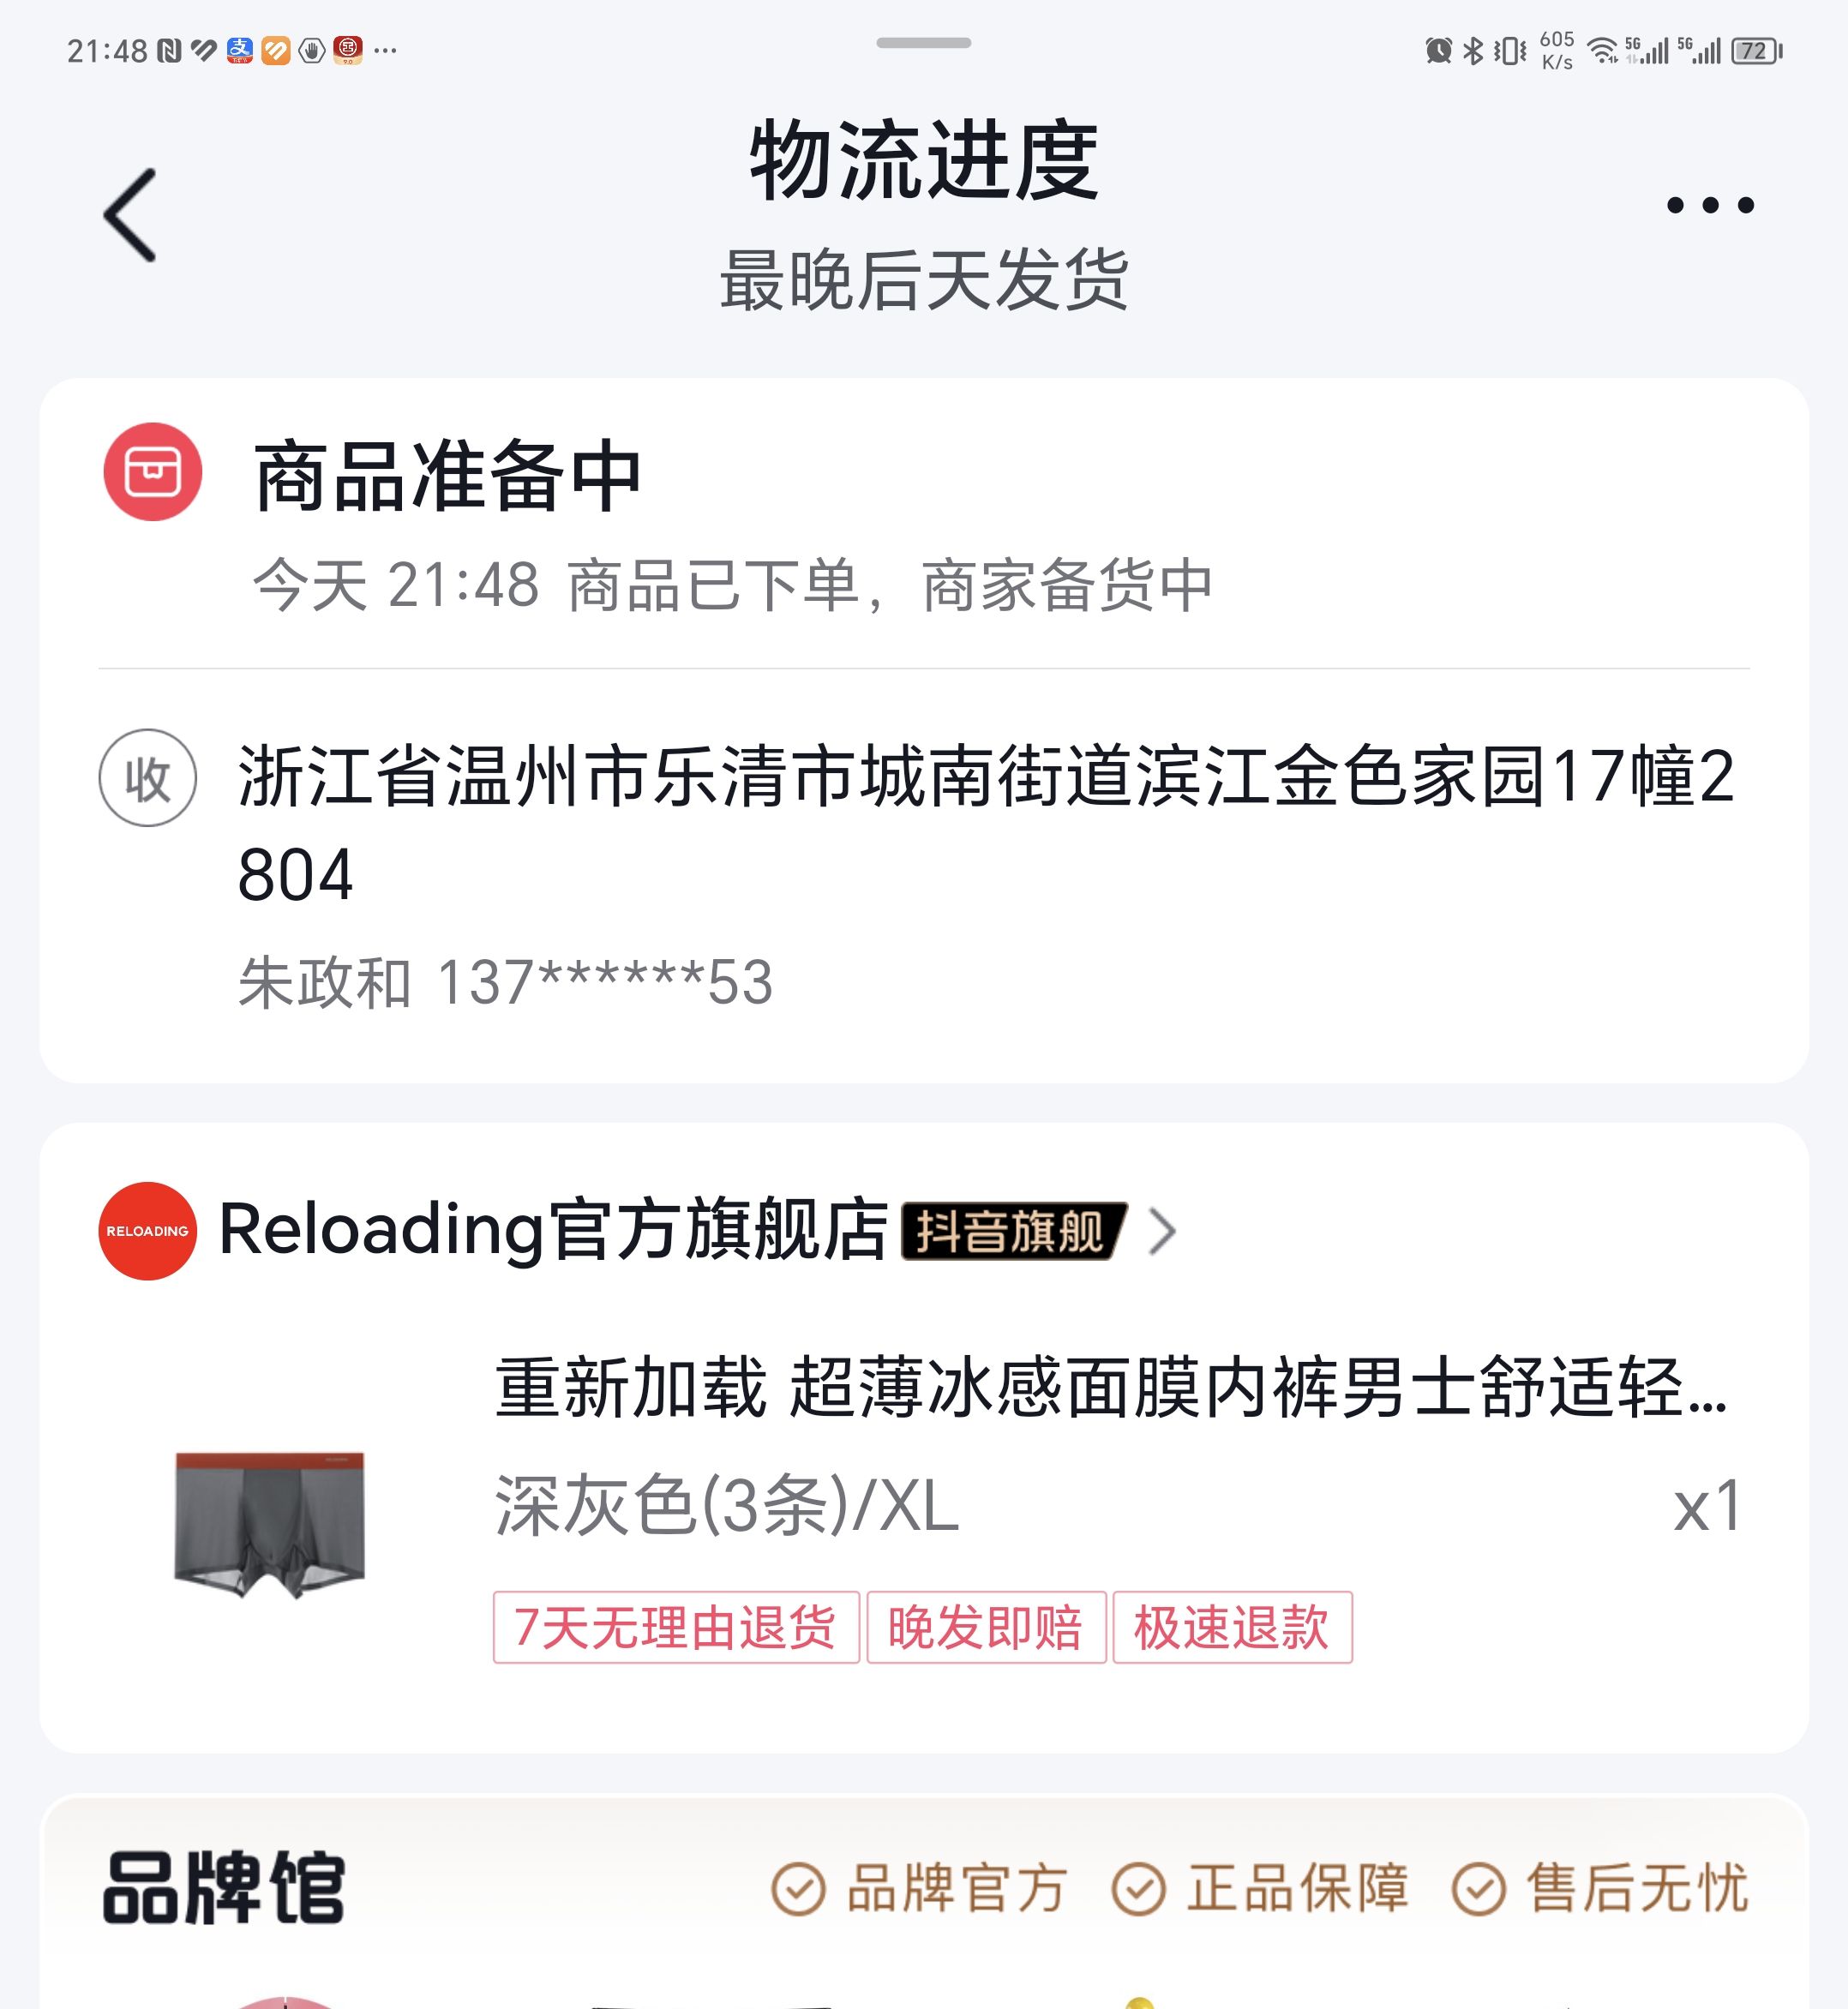 21:48
605
K/s
5G
5G
72
物流进度
最晚后天发货
商品准备中
今天 21:48 商品已下单，商家备货中
收
浙江省温州市乐清市城南街道滨江金色家园17幢2
804
朱政和 137******53
RELOADING
Reloading官方旗舰店
抖音旗舰
重新加载 超薄冰感面膜内裤男士舒适轻...
深灰色(3条)/XL
x1
7天无理由退货
晚发即赔
极速退款
品牌馆
品牌官方
正品保障
售后无忧